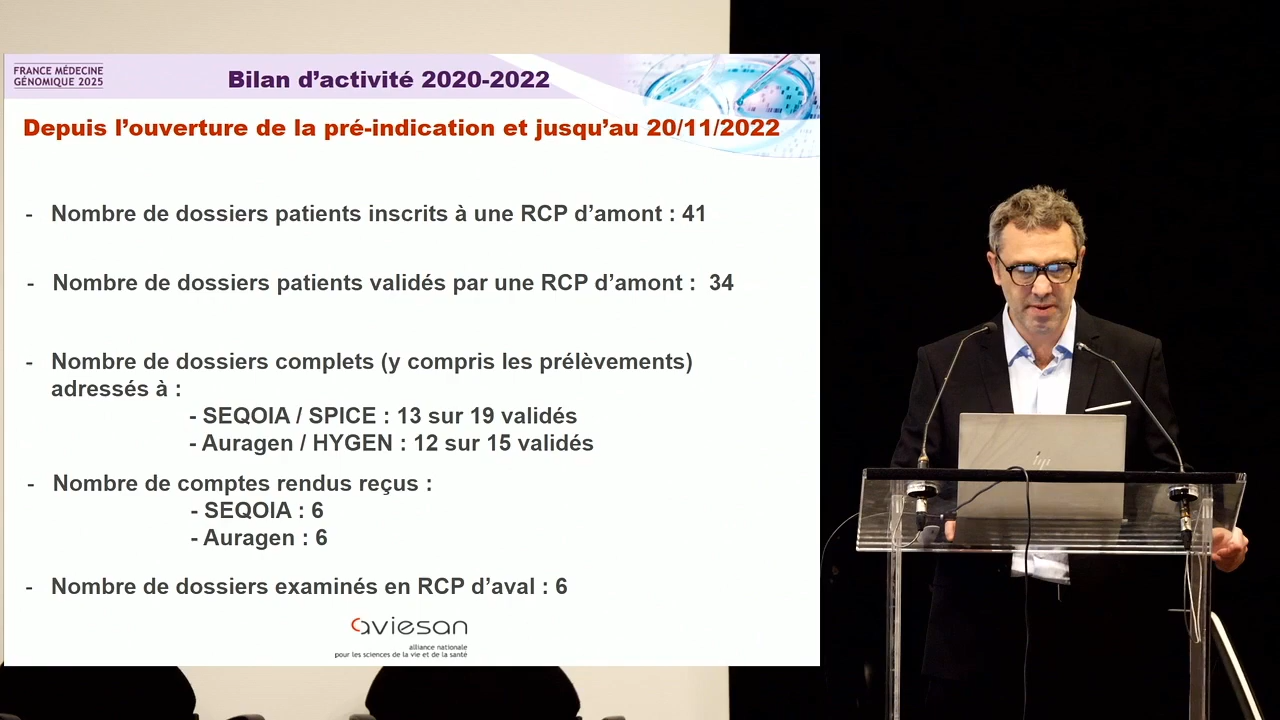 FRANCE MÉDECINE
GÉNOMIQUE 2025
Bilan d'activité 2020-2022
Depuis l'ouverture de la pré-indication et jusqu'au 20/11/2022
- Nombre de dossiers patients inscrits à une RCP d'amont : 41
- Nombre de dossiers patients validés par une RCP d'amont : 34
- Nombre de dossiers complets (y compris les prélèvements)
adressés à :
- SEQOIA / SPICE : 13 sur 19 validés
- Auragen / HYGEN : 12 sur 15 validés
- Nombre de comptes rendus reçus :
- SEQOIA : 6
- Auragen : 6
- Nombre de dossiers examinés en RCP d'aval : 6
aviesan
alliance nationale
pour les sciences de la vie et de la santé
hp